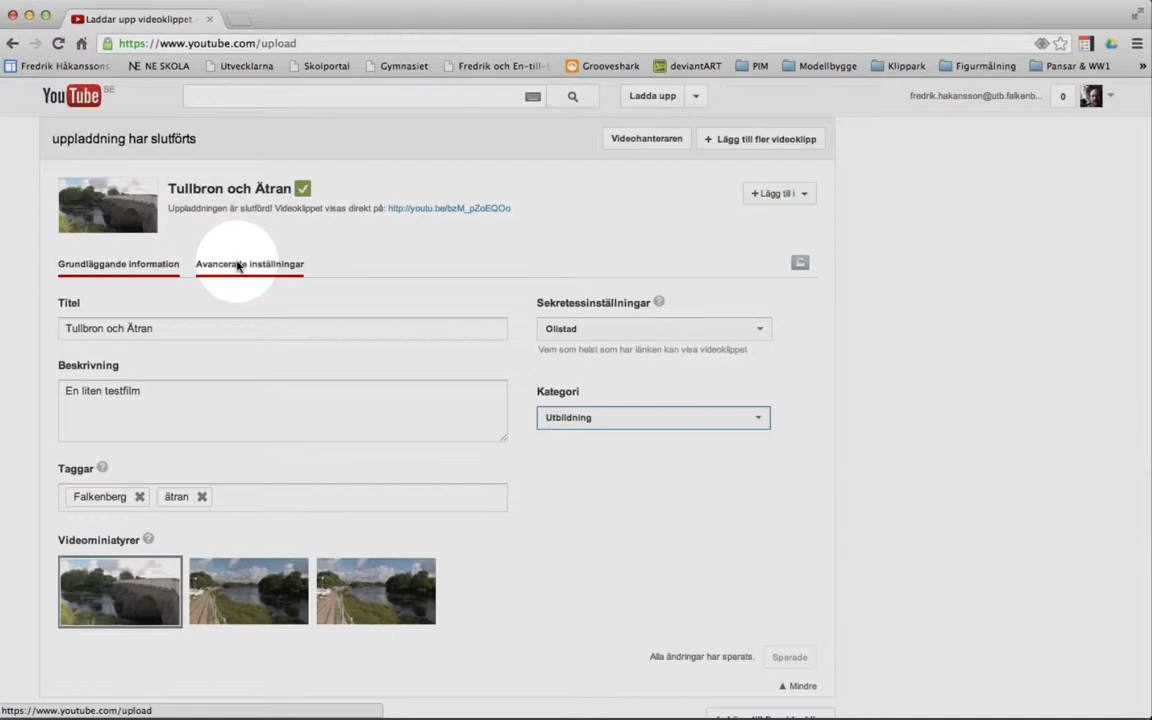 Laddar upp videoklippet
https://www.youtube.com/upload
Fredrik Håkanssons
NE SKOLA
Utvecklarna
Skolportal
Gymnasiet
Fredrik och En-till-
Grooveshark
deviantART
PIM
Modellbygge
Klippark
Figurmålning
Pansar & WW1
»
YouTube SE
Ladda upp
fredrik.hakansson@utb.falkenb...
0
uppladdning har slutförts
Videohanteraren
+ Lägg till fler videoklipp
Tullbron och Ätran
+ Lägg till i
Uppladdningen är slutförd! Videoklippet visas direkt på: http://youtu.be/bzM_pZoEQOo
Grundläggande information
Avancerade inställningar
Titel
Tullbron och Ätran
Beskrivning
En liten testfilm
Taggar ?
Falkenberg
ätran
Videominiatyrer ?
Sekretessinställningar ?
Olistad
Vem som helst som har länken kan visa videoklippet
Kategori
Utbildning
Alla ändringar har sparats.
Sparade
Mindre
https://www.youtube.com/upload